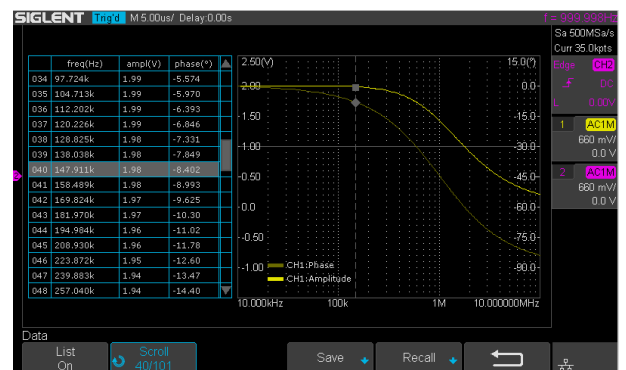 SIGLENT Trig'd M 5.00us/ Delay:0.00s f = 999.998Hz
Sa 500MSa/s
Curr 35.0kpts
Edge CH2
DC
L 0.00V
1 AC1M
660 mV/
0.0 V
2 AC1M
660 mV/
0.0 V
freq(Hz) ampl(V) phase(°)
034 97.724k 1.99 -5.574
035 104.713k 1.99 -5.970
036 112.202k 1.99 -6.393
037 120.226k 1.99 -6.846
038 128.825k 1.98 -7.331
039 138.038k 1.98 -7.849
040 147.911k 1.98 -8.402
041 158.489k 1.98 -8.993
042 169.824k 1.97 -9.625
043 181.970k 1.97 -10.30
044 194.984k 1.96 -11.02
045 208.930k 1.96 -11.78
046 223.872k 1.95 -12.60
047 239.883k 1.94 -13.47
048 257.040k 1.94 -14.40
2.50(V) 15.0(°)
2.00 0.0
1.50 -15.0
1.00 -30.0
0.50 -45.0
0.0 -60.0
-0.50 -75.0
-1.00 -90.0
CH1:Phase
CH1:Amplitude
10.000kHz 100k 1M 10.000000MHz
Data
List
On
Scroll
40/101
Save
Recall